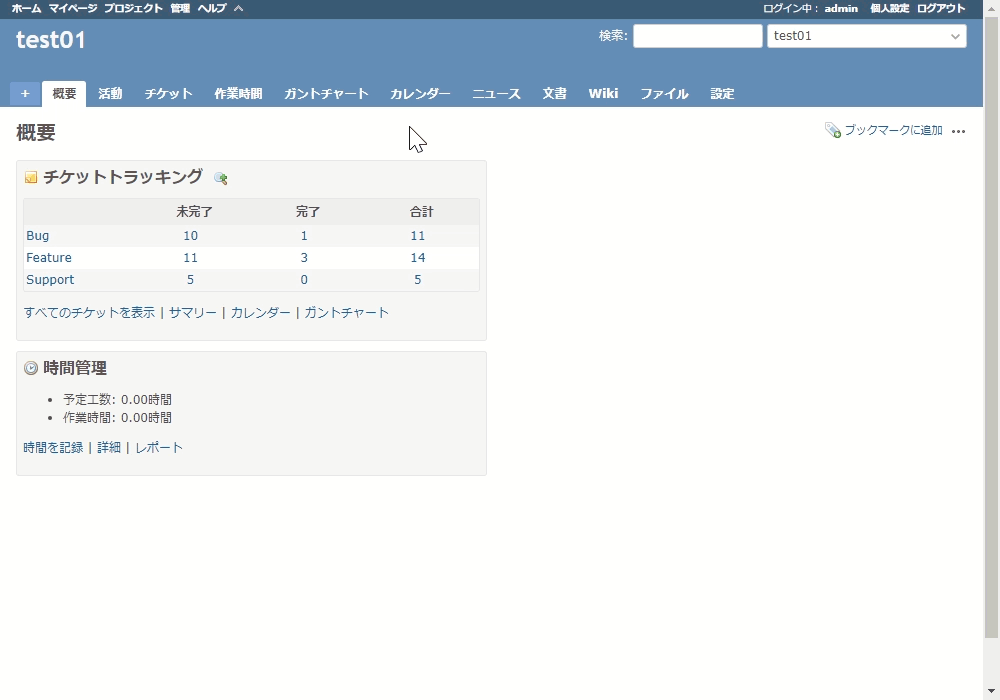 ホーム マイページ プロジェクト 管理 ヘルプ ログイン中: admin 個人設定 ログアウト
test01 検索: test01
+ 概要 活動 チケット 作業時間 ガントチャート カレンダー ニュース 文書 Wiki ファイル 設定
概要 ブックマークに追加 •••
チケットトラッキング
未完了 完了 合計
Bug 10 1 11
Feature 11 3 14
Support 5 0 5
すべてのチケットを表示 | サマリー | カレンダー | ガントチャート
時間管理
• 予定工数: 0.00時間
• 作業時間: 0.00時間
時間を記録 | 詳細 | レポート